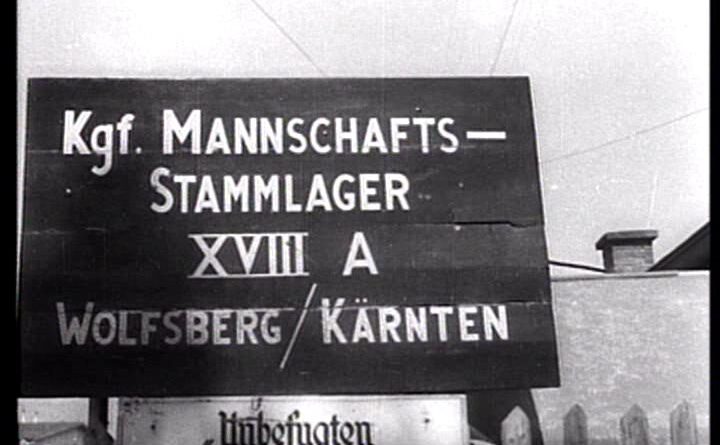 Kgf. MANNSCHAFTS—
STAMMLAGER
XVIII A
WOLFSBERG/KÄRNTEN
Unbefugten